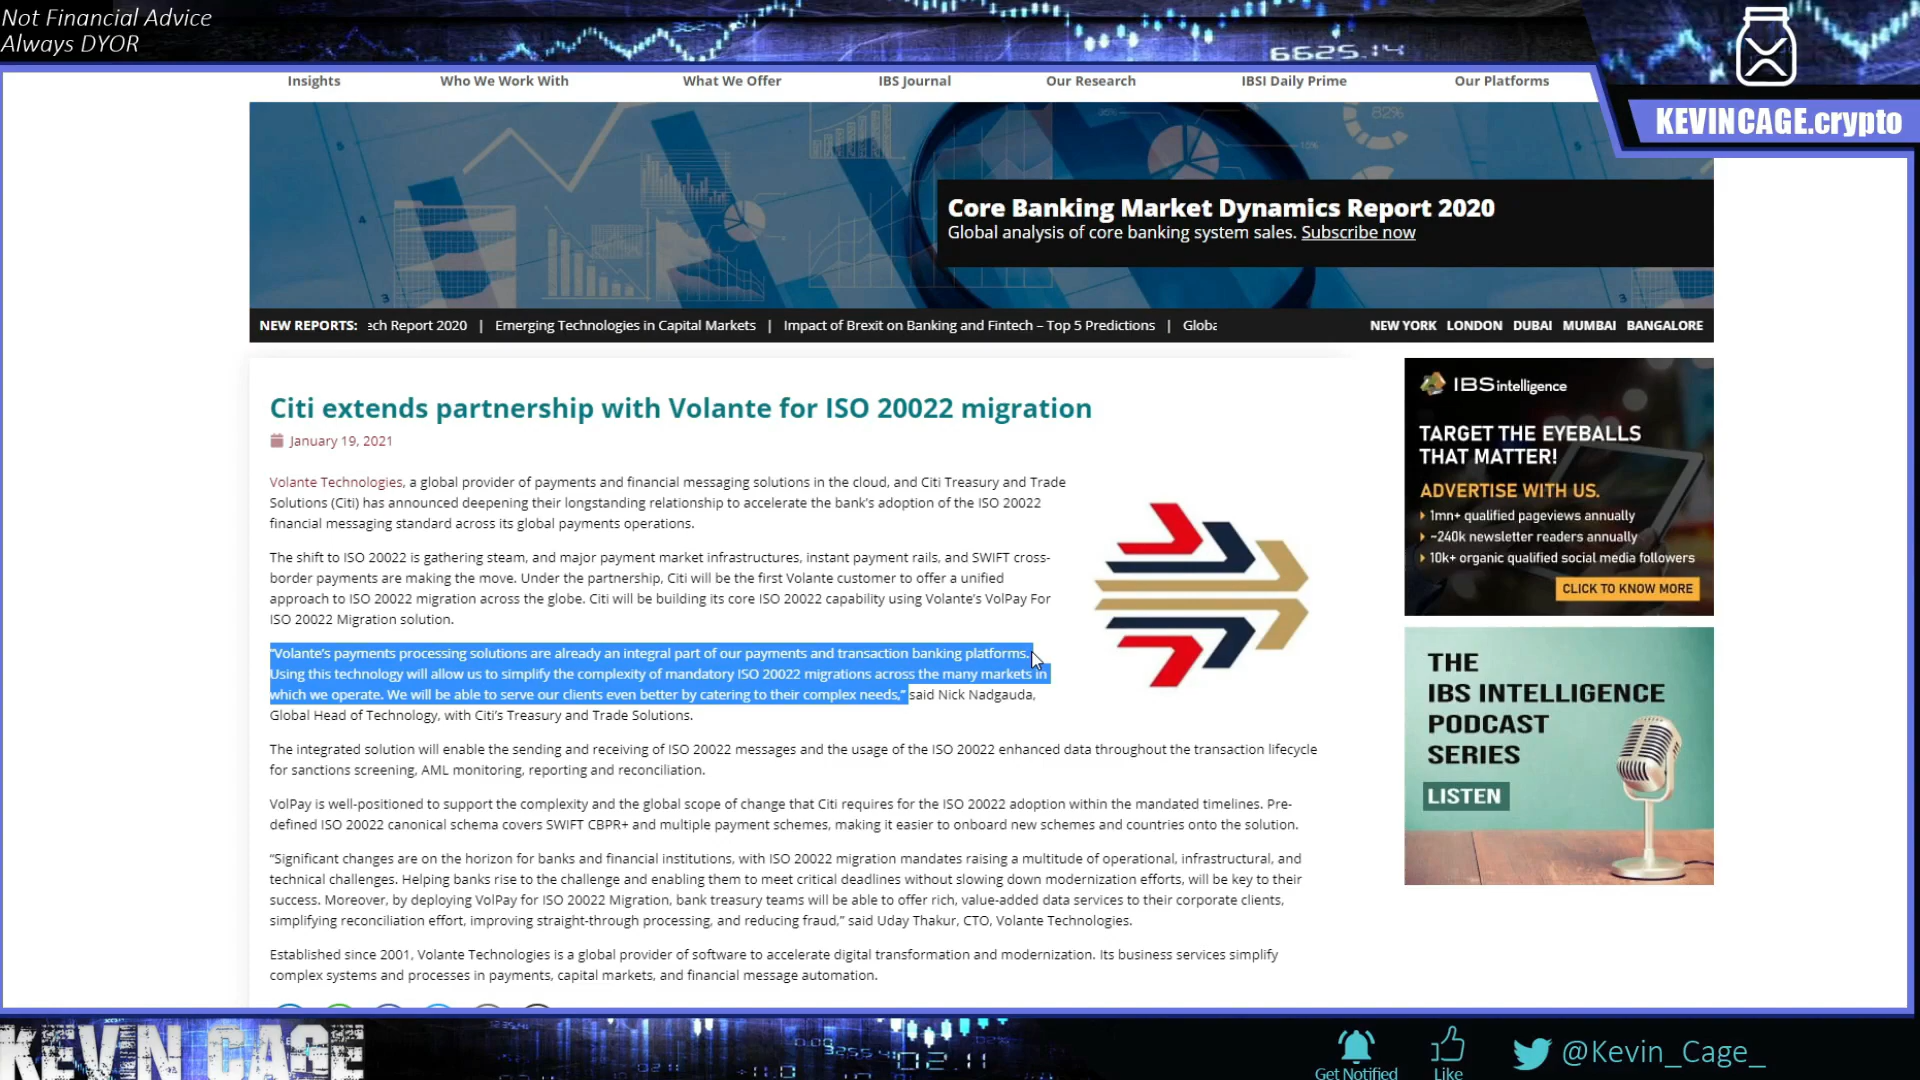 Not Financial Advice
Always DYOR
6625.14
KEVINCAGE.crypto
Insights Who We Work With What We Offer IBS Journal Our Research IBSI Daily Prime Our Platforms
82%
Core Banking Market Dynamics Report 2020
Global analysis of core banking system sales. Subscribe now
NEW REPORTS: ech Report 2020 | Emerging Technologies in Capital Markets | Impact of Brexit on Banking and Fintech – Top 5 Predictions | Globa
NEW YORK LONDON DUBAI MUMBAI BANGALORE
Citi extends partnership with Volante for ISO 20022 migration
January 19, 2021
Volante Technologies, a global provider of payments and financial messaging solutions in the cloud, and Citi Treasury and Trade
Solutions (Citi) has announced deepening their longstanding relationship to accelerate the bank's adoption of the ISO 20022
financial messaging standard across its global payments operations.
The shift to ISO 20022 is gathering steam, and major payment market infrastructures, instant payment rails, and SWIFT cross-
border payments are making the move. Under the partnership, Citi will be the first Volante customer to offer a unified
approach to ISO 20022 migration across the globe. Citi will be building its core ISO 20022 capability using Volante's VolPay For
ISO 20022 Migration solution.
“Volante's payments processing solutions are already an integral part of our payments and transaction banking platforms.
Using this technology will allow us to simplify the complexity of mandatory ISO 20022 migrations across the many markets in
which we operate. We will be able to serve our clients even better by catering to their complex needs,” said Nick Nadgauda,
Global Head of Technology, with Citi's Treasury and Trade Solutions.
The integrated solution will enable the sending and receiving of ISO 20022 messages and the usage of the ISO 20022 enhanced data throughout the transaction lifecycle
for sanctions screening, AML monitoring, reporting and reconciliation.
VolPay is well-positioned to support the complexity and the global scope of change that Citi requires for the ISO 20022 adoption within the mandated timelines. Pre-
defined ISO 20022 canonical schema covers SWIFT CBPR+ and multiple payment schemes, making it easier to onboard new schemes and countries onto the solution.
“Significant changes are on the horizon for banks and financial institutions, with ISO 20022 migration mandates raising a multitude of operational, infrastructural, and
technical challenges. Helping banks rise to the challenge and enabling them to meet critical deadlines without slowing down modernization efforts, will be key to their
success. Moreover, by deploying VolPay for ISO 20022 Migration, bank treasury teams will be able to offer rich, value-added data services to their corporate clients,
simplifying reconciliation effort, improving straight-through processing, and reducing fraud,” said Uday Thakur, CTO, Volante Technologies.
Established since 2001, Volante Technologies is a global provider of software to accelerate digital transformation and modernization. Its business services simplify
complex systems and processes in payments, capital markets, and financial message automation.
IBSintelligence
TARGET THE EYEBALLS
THAT MATTER!
ADVERTISE WITH US.
1mn+ qualified pageviews annually
~240k newsletter readers annually
10k+ organic qualified social media followers
CLICK TO KNOW MORE
THE
IBS INTELLIGENCE
PODCAST
SERIES
LISTEN
KEVIN CAGE
02.11
Get Notified
Like
@Kevin_Cage_